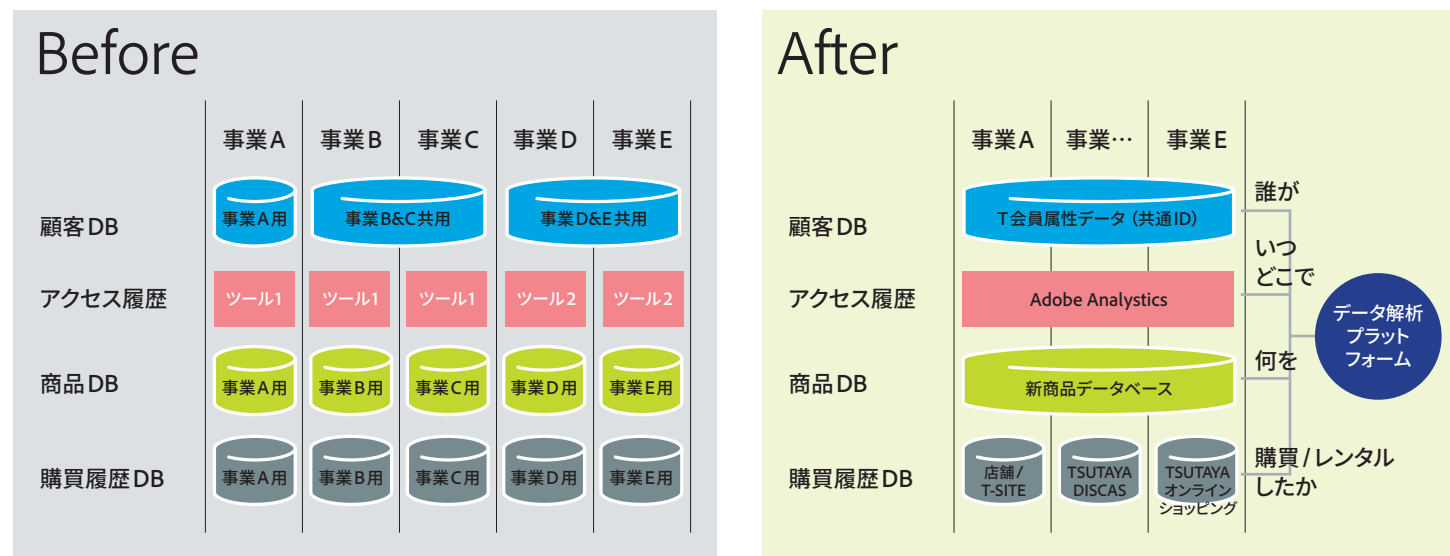 Before
事業A 事業B 事業C 事業D 事業E
顧客DB
事業A用 事業B&C共用 事業D&E共用
アクセス履歴
ツール1 ツール1 ツール1 ツール2 ツール2
商品DB
事業A用 事業B用 事業C用 事業D用 事業E用
購買履歴DB
事業A用 事業B用 事業C用 事業D用 事業E用
After
事業A 事業… 事業E
顧客DB
T会員属性データ（共通ID）
誰が
アクセス履歴
Adobe Analystics
いつ
どこで
商品DB
新商品データベース
何を
購買履歴DB
店舗/
T-SITE
TSUTAYA
DISCAS
TSUTAYA
オンライン
ショッピング
購買/レンタル
したか
データ解析
プラット
フォーム